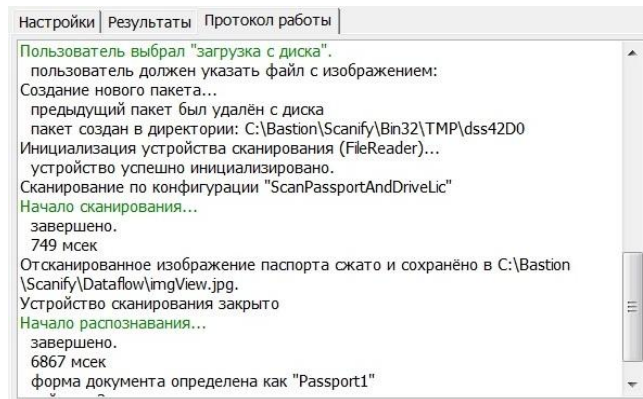 Настройки Результаты Протокол работы
Пользователь выбрал "загрузка с диска".
пользователь должен указать файл с изображением:
Создание нового пакета...
предыдущий пакет был удалён с диска
пакет создан в директории: C:\Bastion\Scanify\Bin32\TMP\dss42D0
Инициализация устройства сканирования (FileReader)...
устройство успешно инициализировано.
Сканирование по конфигурации "ScanPassportAndDriveLic"
Начало сканирования...
завершено.
749 мсек
Отсканированное изображение паспорта сжато и сохранёно в C:\Bastion
\Scanify\Dataflow\imgView.jpg.
Устройство сканирования закрыто
Начало распознавания...
завершено.
6867 мсек
форма документа определена как "Passport1"